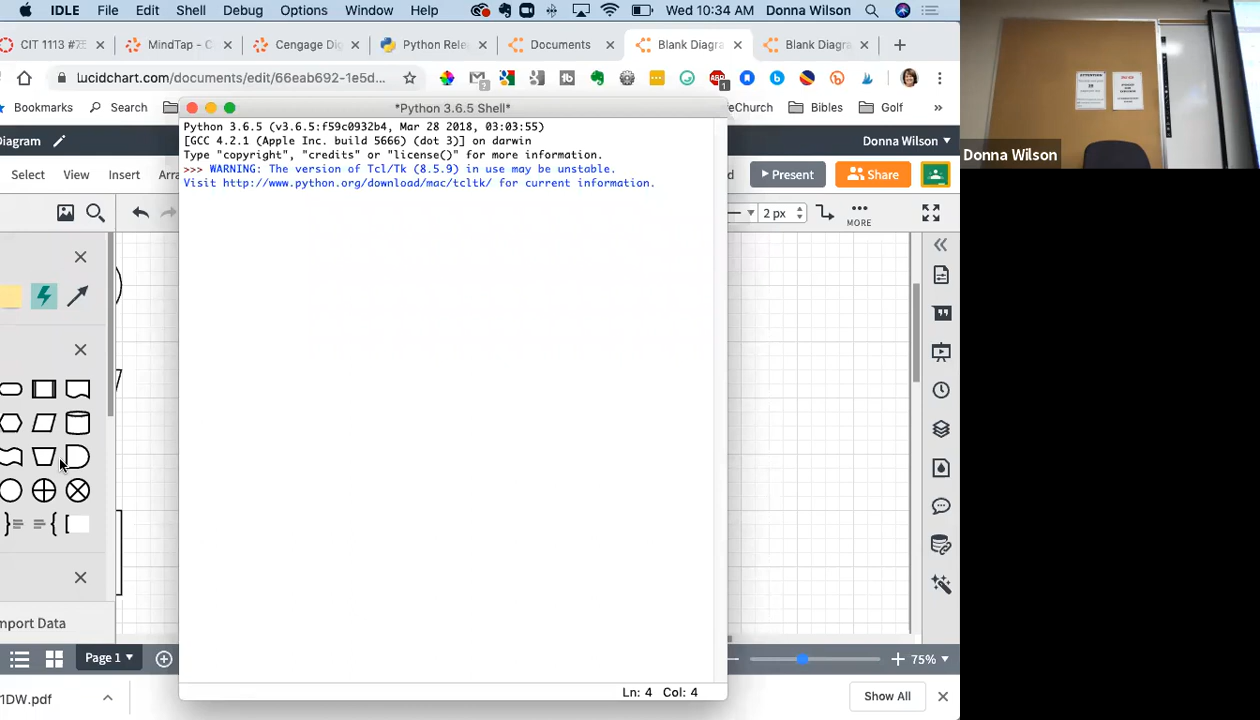 IDLE File Edit Shell Debug Options Window Help Wed 10:34 AM Donna Wilson
CIT 1113 #7 MindTap - C Cengage Di Python Rele Documents Blank Diagra Blank Diagra
lucidchart.com/documents/edit/66eab692-1e5d...
Bookmarks Search Church Bibles Golf »
*Python 3.6.5 Shell*
Python 3.6.5 (v3.6.5:f59c0932b4, Mar 28 2018, 03:03:55)
[GCC 4.2.1 (Apple Inc. build 5666) (dot 3)] on darwin
Type "copyright", "credits" or "license()" for more information.
>>> WARNING: The version of Tcl/Tk (8.5.9) in use may be unstable.
Visit http://www.python.org/download/mac/tcltk/ for current information.
Diagram Donna Wilson
Select View Insert Arra d Present Share
2 px MORE
mport Data
Page 1 75%
Ln: 4 Col: 4
1DW.pdf Show All
ATTENTION
Donna Wilson